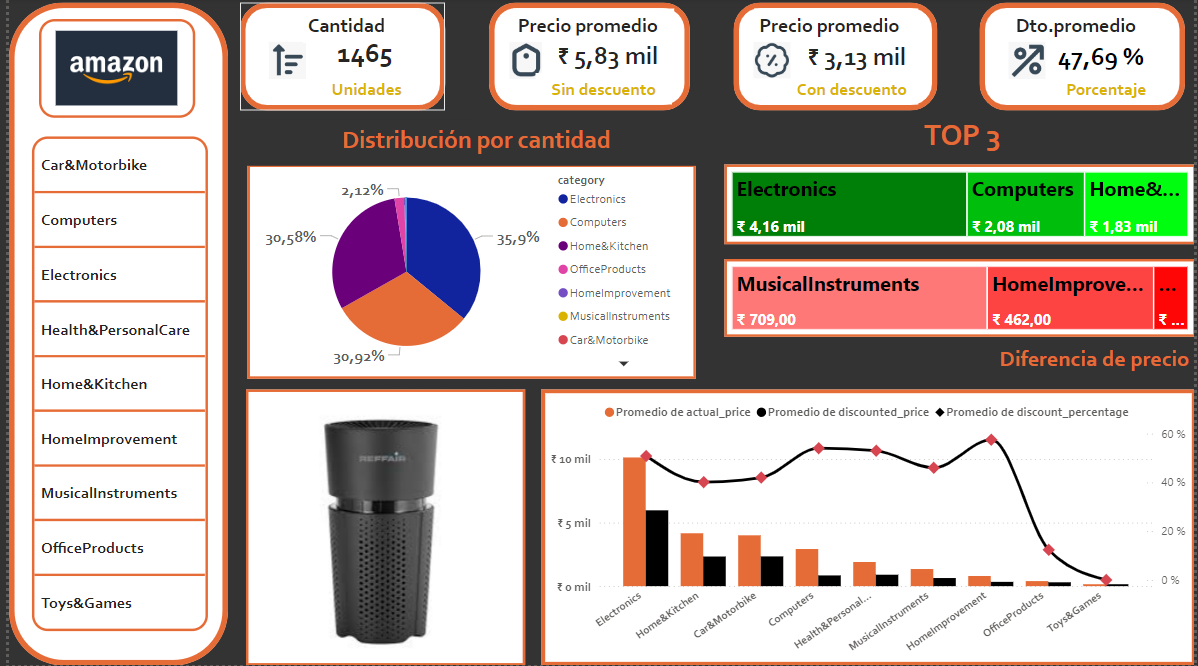 amazon
Car&Motorbike
Computers
Electronics
Health&PersonalCare
Home&Kitchen
HomeImprovement
MusicalInstruments
OfficeProducts
Toys&Games
Cantidad
1465
Unidades
Precio promedio
₹ 5,83 mil
Sin descuento
Precio promedio
₹ 3,13 mil
Con descuento
Dto.promedio
47,69 %
Porcentaje
Distribución por cantidad
2,12%
30,58%
35,9%
30,92%
category
Electronics
Computers
Home&Kitchen
OfficeProducts
HomeImprovement
MusicalInstruments
Car&Motorbike
TOP 3
Electronics
₹ 4,16 mil
Computers
₹ 2,08 mil
Home&...
₹ 1,83 mil
MusicalInstruments
₹ 709,00
HomeImprove...
₹ 462,00
...
₹ ...
Diferencia de precio
REFFAIR
Promedio de actual_price Promedio de discounted_price Promedio de discount_percentage
₹ 10 mil
₹ 5 mil
₹ 0 mil
60 %
40 %
20 %
0 %
Electronics
Home&Kitchen
Car&Motorbike
Computers
Health&Personal...
MusicalInstruments
HomeImprovement
OfficeProducts
Toys&Games